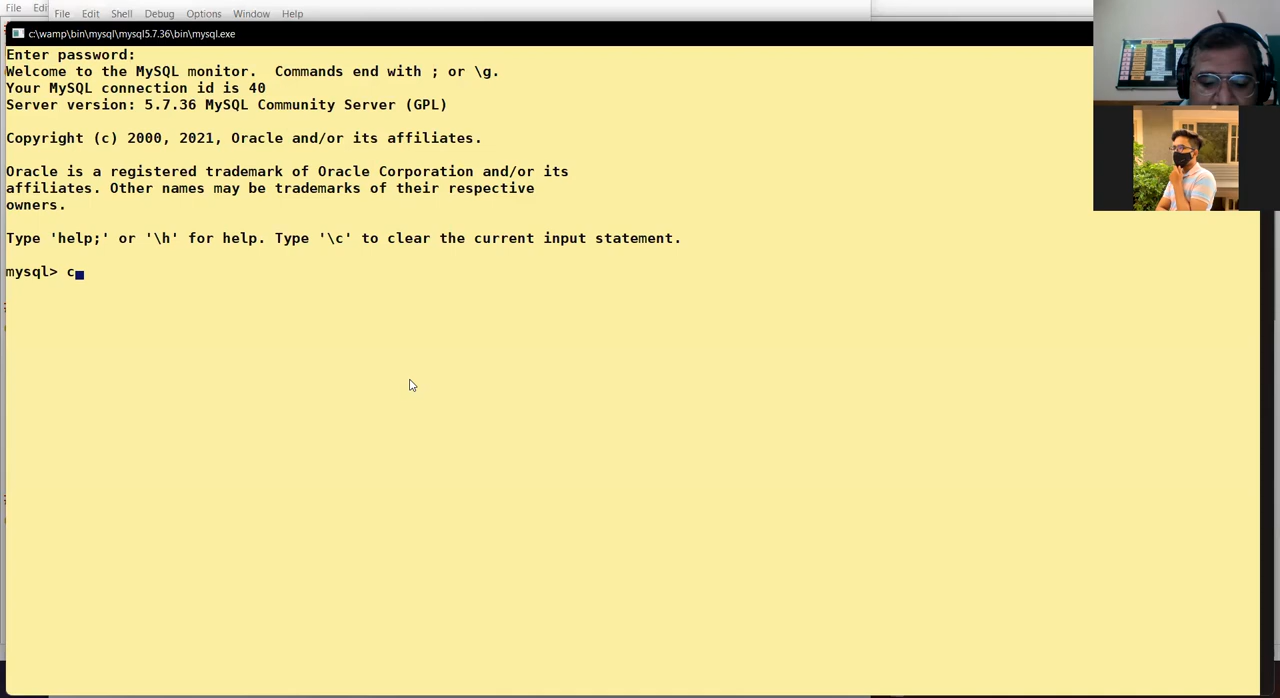 File Edi
File Edit Shell Debug Options Window Help
c:\wamp\bin\mysql\mysql5.7.36\bin\mysql.exe
Enter password:
Welcome to the MySQL monitor.  Commands end with ; or \g.
Your MySQL connection id is 40
Server version: 5.7.36 MySQL Community Server (GPL)
Copyright (c) 2000, 2021, Oracle and/or its affiliates.
Oracle is a registered trademark of Oracle Corporation and/or its
affiliates. Other names may be trademarks of their respective
owners.
Type 'help;' or '\h' for help. Type '\c' to clear the current input statement.
mysql> c